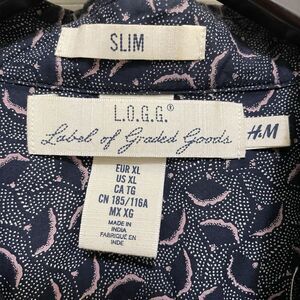 SLIM
L.O.G.G.®
Label of Graded Goods
H&M
EUR XL
US XL
CA TG
CN 185/116A
MX XG
MADE IN
INDIA
FABRIQUÉ EN
INDE